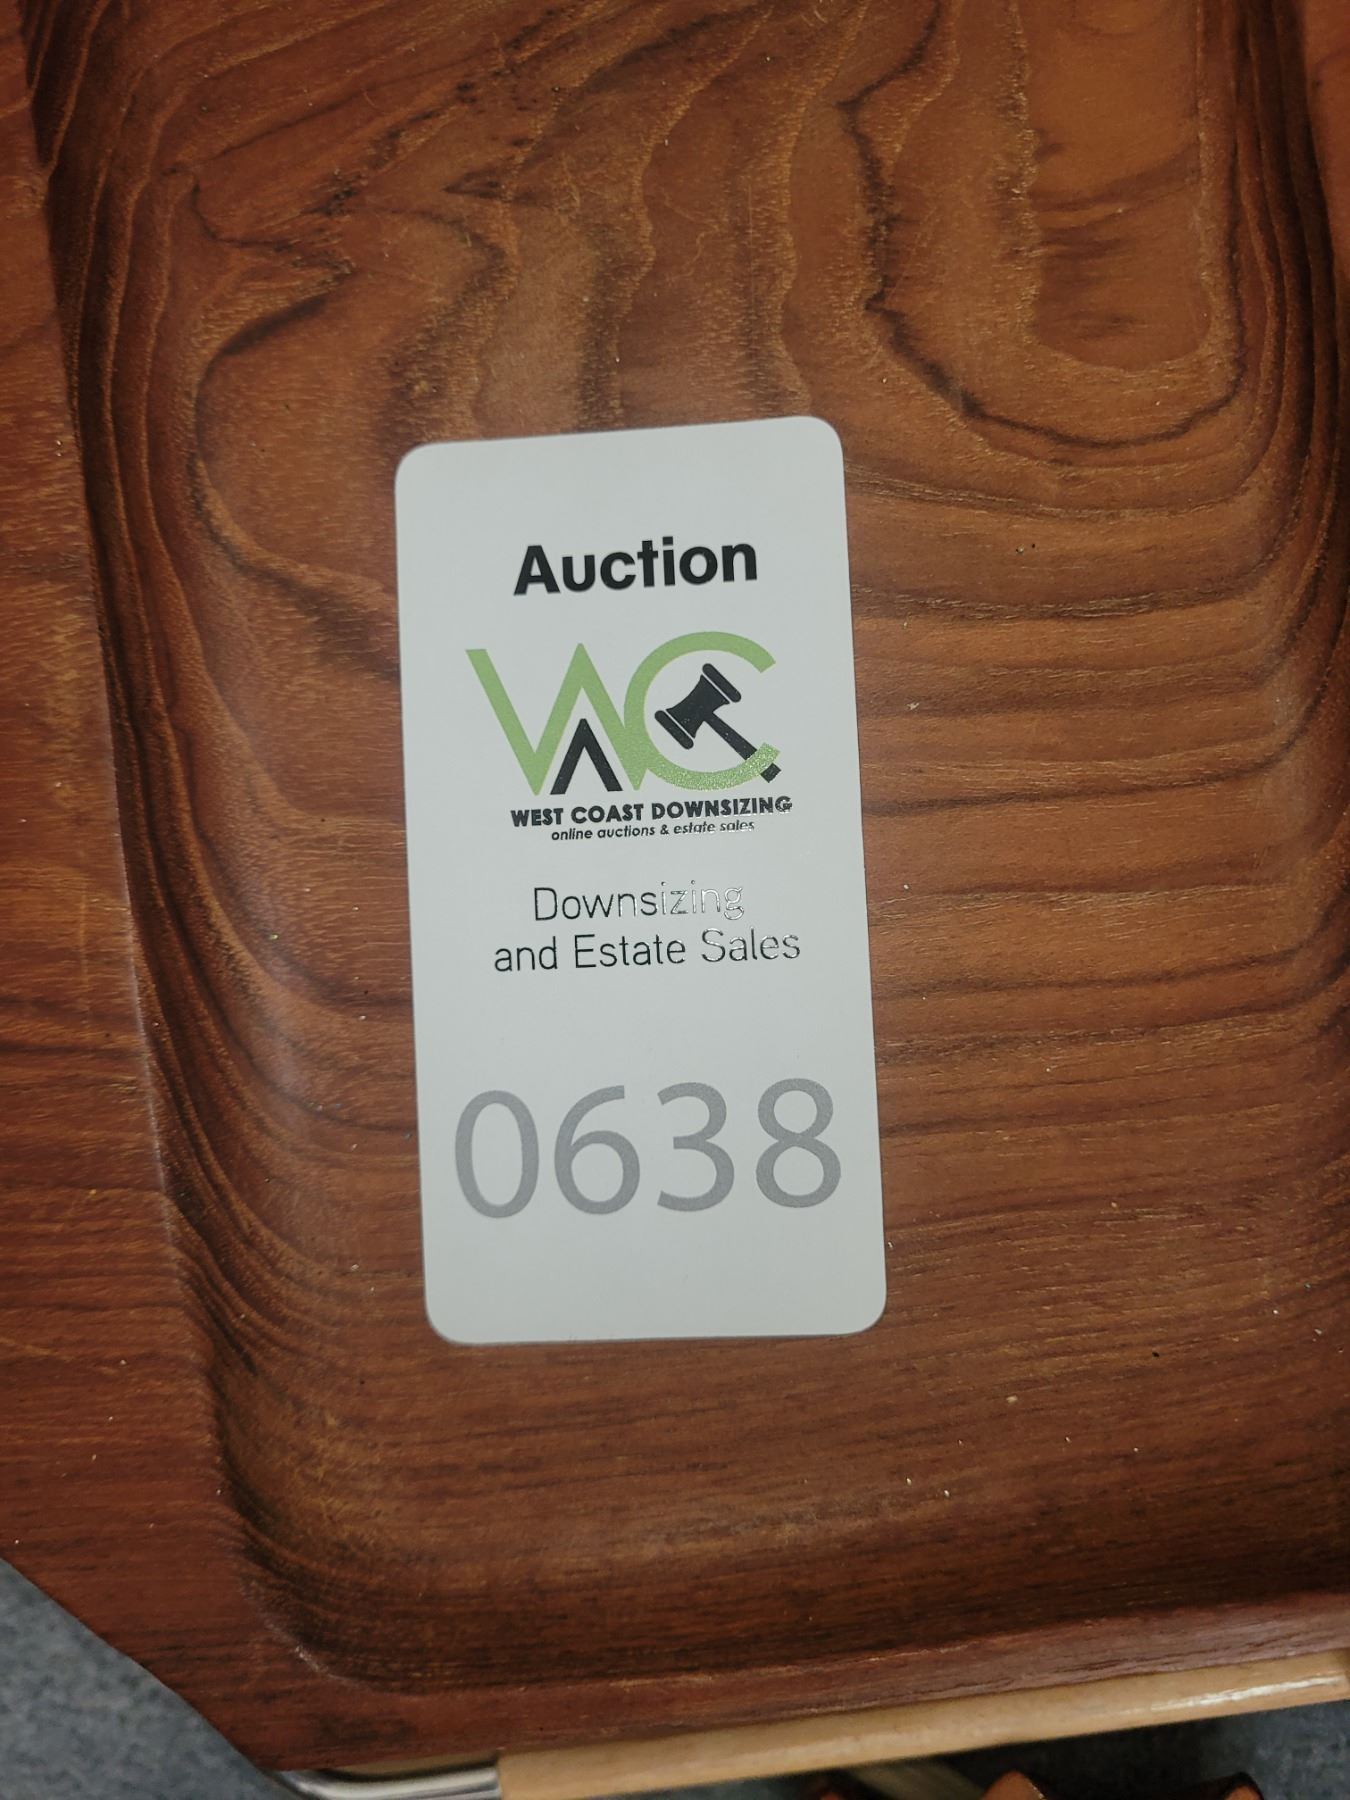 Auction
WC
WEST COAST DOWNSIZING
online auctions & estate sales
Downsizing
and Estate Sales
0638